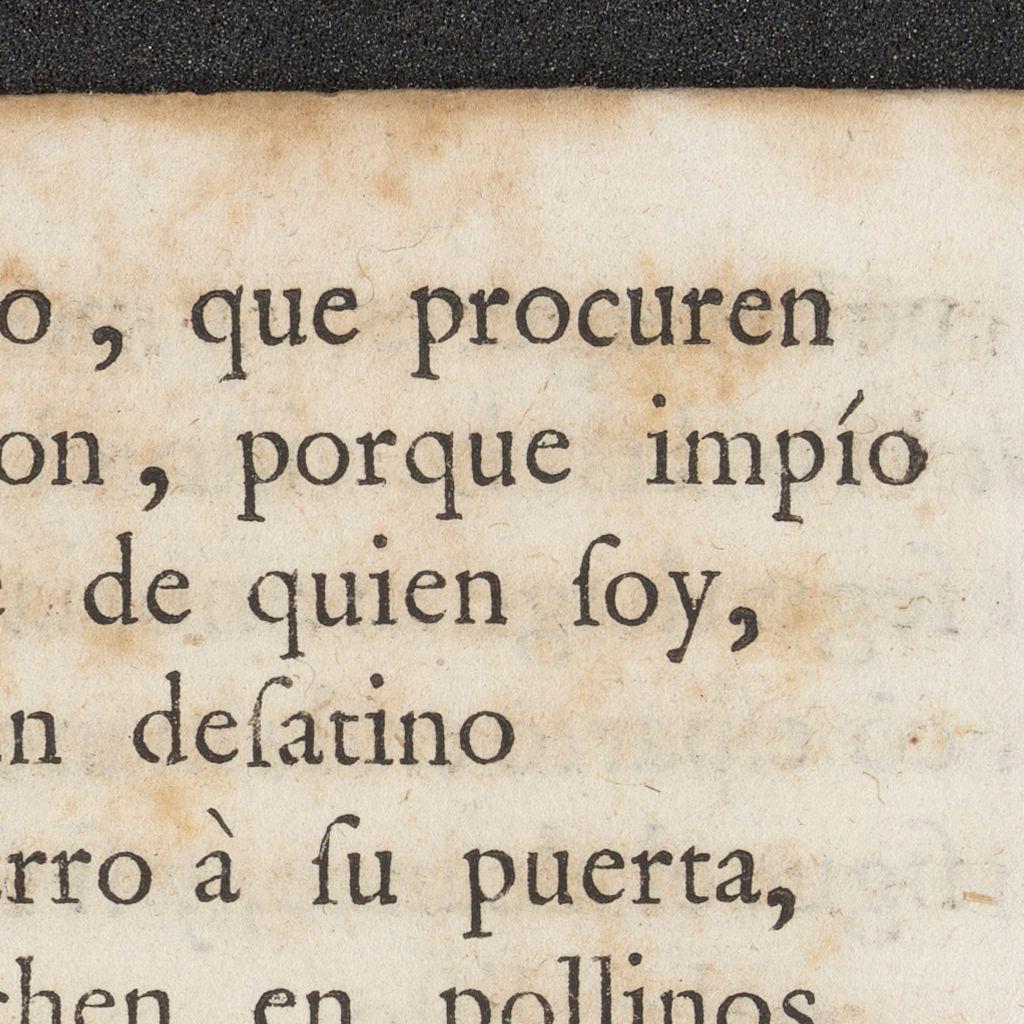 o, que procuren
on, porque impío
de quien ſoy,
n deſatino
rro à ſu puerta,
chen en pollinos